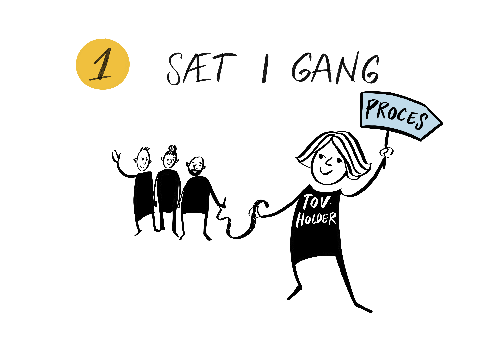 1 SÆT I GANG
PROCES
TOV.
HOLDER